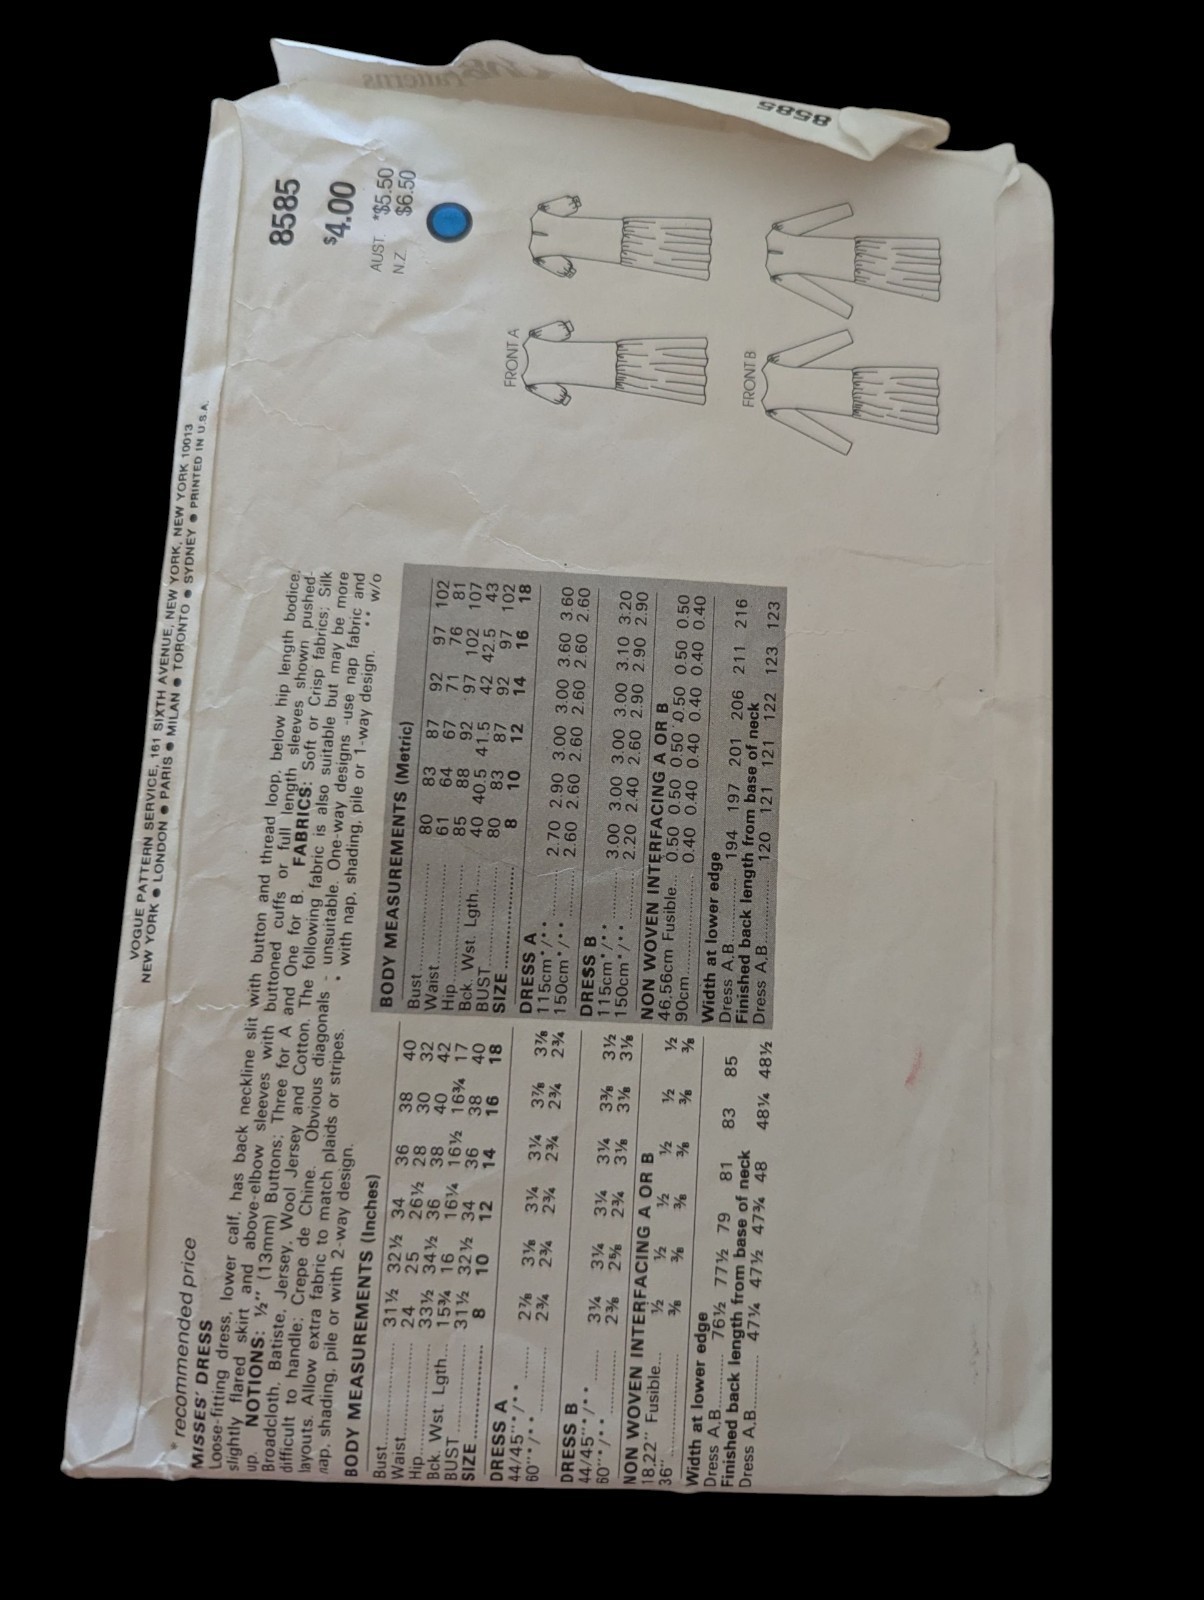 VOGUE PATTERN SERVICE, 161 SIXTH AVENUE, NEW YORK, NEW YORK 10013
NEW YORK ● LONDON ● PARIS ● MILAN ● TORONTO ● SYDNEY ● PRINTED IN U.S.A.
* recommended price
8585
$4.00
AUST. *$5.50
N.Z. $6.50
MISSES' DRESS
Loose-fitting dress, lower calf, has back neckline slit with button and thread loop, below hip length bodice,
slightly flared skirt and above-elbow sleeves with buttoned cuffs or full length sleeves shown pushed-
up. NOTIONS: ½" (13mm) Buttons; Three for A and One for B. FABRICS: Soft or Crisp fabrics; Silk
Broadcloth, Batiste, Jersey, Wool Jersey and Cotton. The following fabric is also suitable but may be more
difficult to handle; Crepe de Chine. Obvious diagonals - unsuitable. One-way designs -use nap fabric and
layouts. Allow extra fabric to match plaids or stripes. * with nap, shading, pile or 1-way design. ** w/o
nap, shading, pile or with 2-way design.
BODY MEASUREMENTS (Inches)
Bust 31½ 32½ 34 36 38 40
Waist 24 25 26½ 28 30 32
Hip 33½ 34½ 36 38 40 42
Bck. Wst. Lgth. 15¾ 16 16¼ 16½ 16¾ 17
BUST 31½ 32½ 34 36 38 40
SIZE 8 10 12 14 16 18
DRESS A
44/45"*/** 2⅞ 3⅛ 3¼ 3¼ 3⅞ 3⅞
60"*/** 2¾ 2¾ 2¾ 2¾ 2¾ 2¾
DRESS B
44/45"*/** 3¼ 3¼ 3¼ 3¼ 3⅜ 3½
60"*/** 2⅜ 2⅝ 2¾ 3⅛ 3⅛ 3⅛
NON WOVEN INTERFACING A OR B
18,22" Fusible... ½ ½ ½ ½ ½ ½
36" ⅜ ⅜ ⅜ ⅜ ⅜ ⅜
Width at lower edge
Dress A,B 76½ 77½ 79 81 83 85
Finished back length from base of neck
Dress A,B 47¼ 47½ 47¾ 48 48¼ 48½
BODY MEASUREMENTS (Metric)
Bust 80 83 87 92 97 102
Waist 61 64 67 71 76 81
Hip 85 88 92 97 102 107
Bck. Wst. Lgth. 40 40.5 41.5 42 42.5 43
BUST 80 83 87 92 97 102
SIZE 8 10 12 14 16 18
DRESS A
115cm*/** 2.70 2.90 3.00 3.00 3.60 3.60
150cm*/** 2.60 2.60 2.60 2.60 2.60 2.60
DRESS B
115cm*/** 3.00 3.00 3.00 3.00 3.10 3.20
150cm*/** 2.20 2.40 2.60 2.90 2.90 2.90
NON WOVEN INTERFACING A OR B
46,56cm Fusible... 0.50 0.50 0.50 0.50 0.50 0.50
90cm 0.40 0.40 0.40 0.40 0.40 0.40
Width at lower edge
Dress A,B 194 197 201 206 211 216
Finished back length from base of neck
Dress A,B 120 121 121 122 123 123
FRONT A
FRONT B
8585